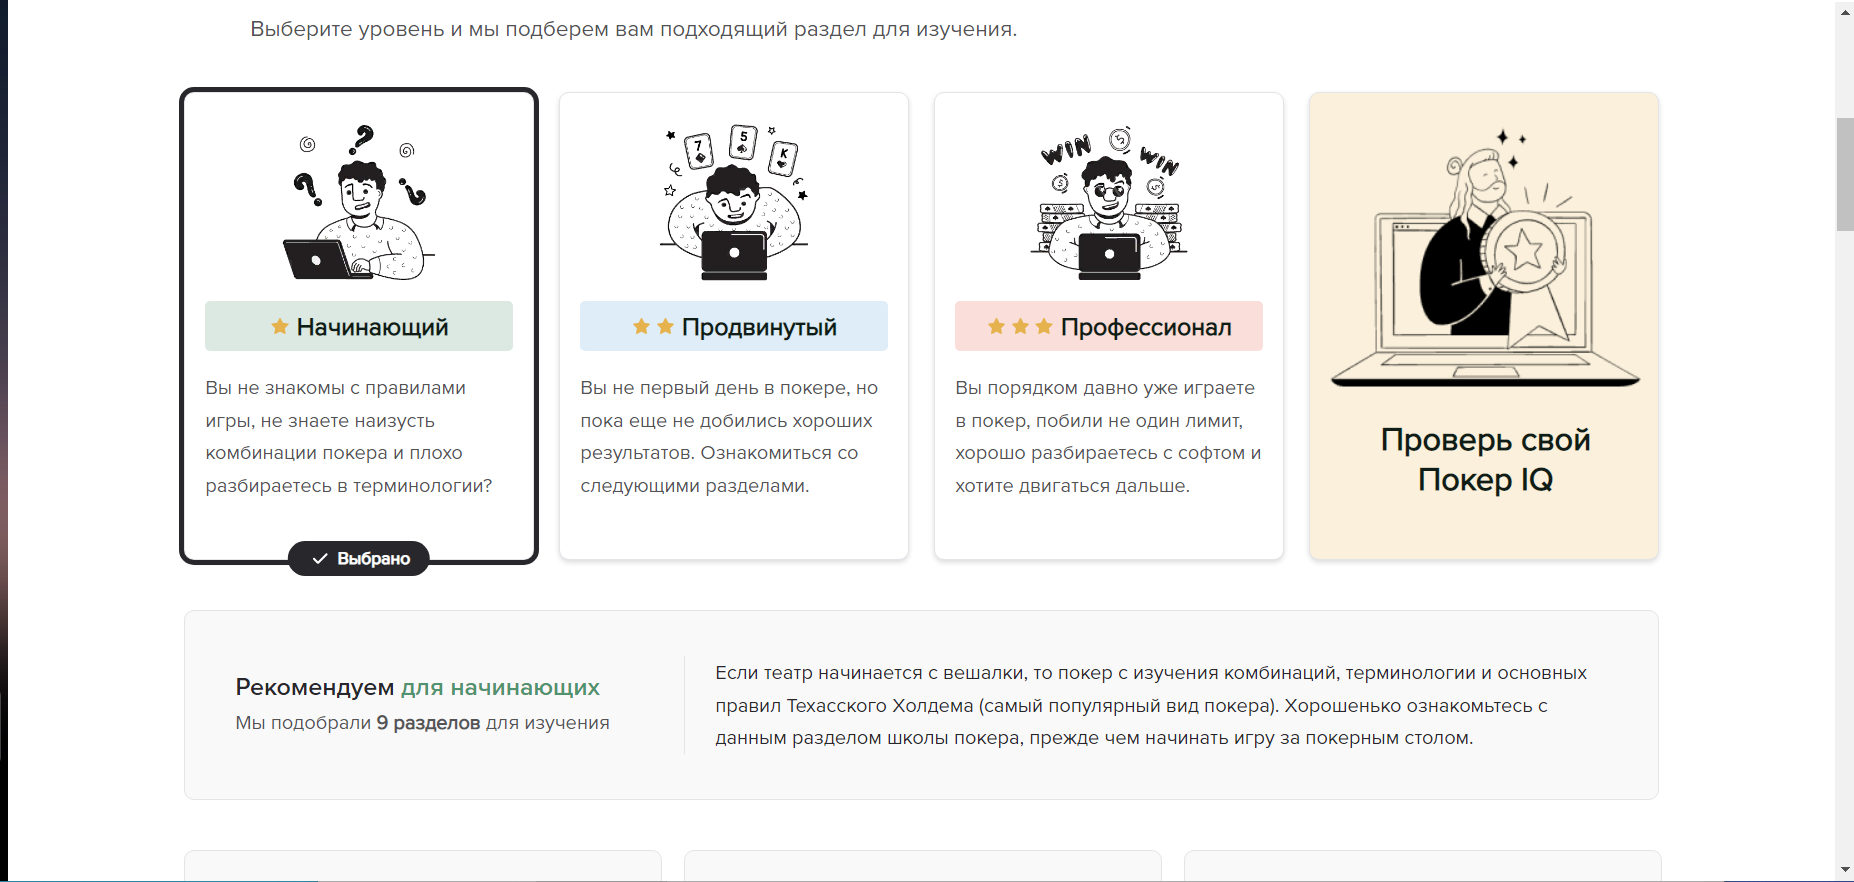 Выберите уровень и мы подберем вам подходящий раздел для изучения.
Начинающий
Вы не знакомы с правилами
игры, не знаете наизусть
комбинации покера и плохо
разбираетесь в терминологии?
Выбрано
7
5
K
Продвинутый
Вы не первый день в покере, но
пока еще не добились хороших
результатов. Ознакомиться со
следующими разделами.
WIN
WIN
Профессионал
Вы порядком давно уже играете
в покер, побили не один лимит,
хорошо разбираетесь с софтом и
хотите двигаться дальше.
Проверь свой
Покер IQ
Рекомендуем для начинающих
Мы подобрали 9 разделов для изучения
Если театр начинается с вешалки, то покер с изучения комбинаций, терминологии и основных
правил Техасского Холдема (самый популярный вид покера). Хорошенько ознакомьтесь с
данным разделом школы покера, прежде чем начинать игру за покерным столом.